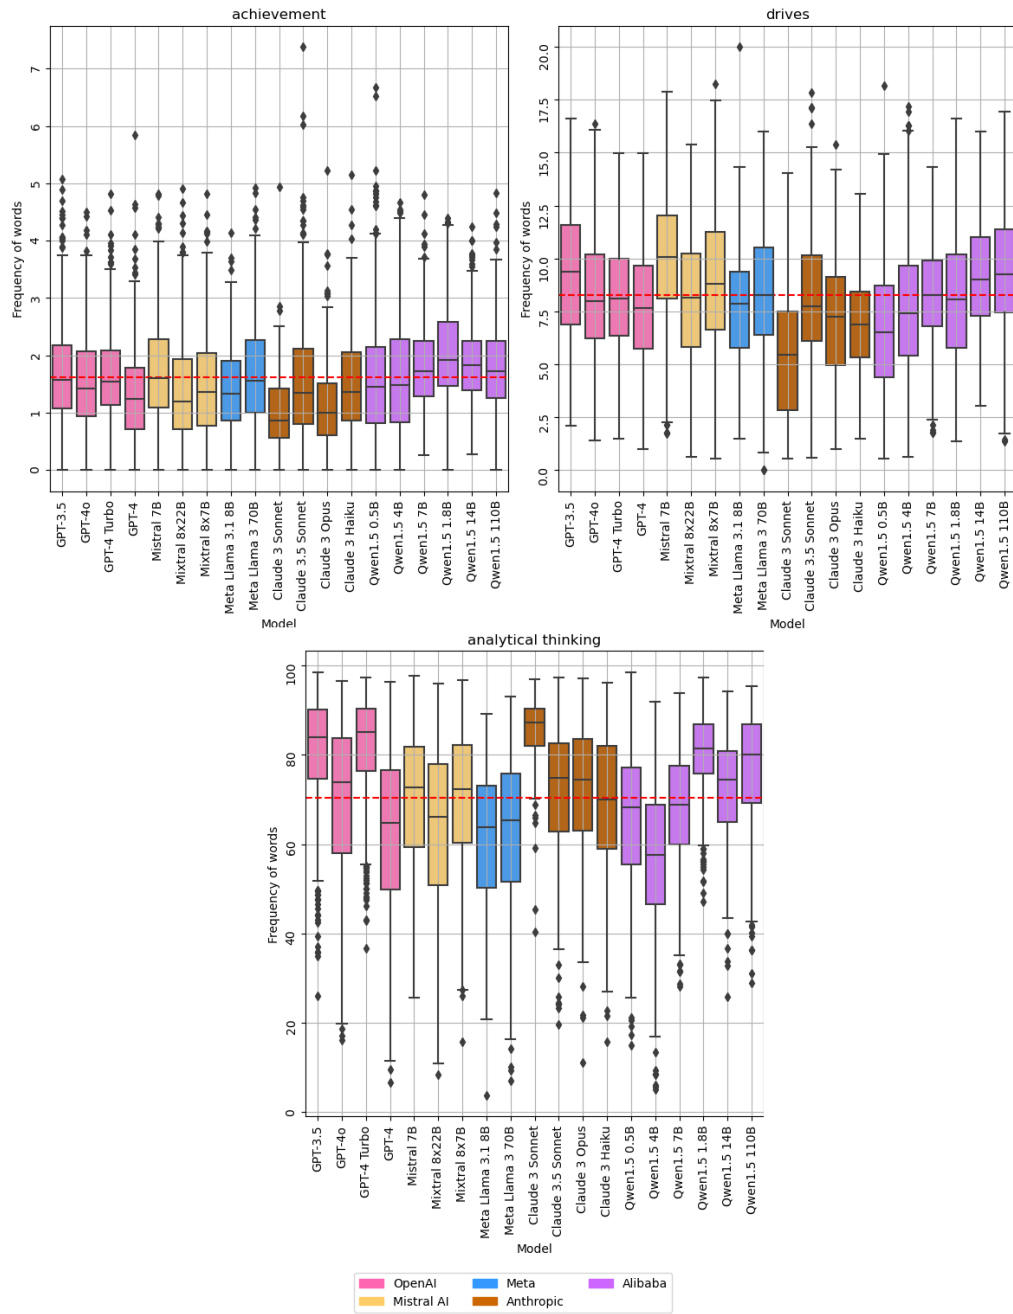 achievement
Frequency of words
7
6
5
4
3
2
1
0
GPT-3.5
GPT-4o
GPT-4 Turbo
GPT-4
Mistral 7B
Mixtral 8x22B
Mixtral 8x7B
Meta Llama 3.1 8B
Meta Llama 3 70B
Claude 3 Sonnet
Claude 3.5 Sonnet
Claude 3 Opus
Claude 3 Haiku
Qwen1.5 0.5B
Qwen1.5 4B
Qwen1.5 7B
Qwen1.5 1.8B
Qwen1.5 14B
Qwen1.5 110B
Model
drives
Frequency of words
20.0
17.5
15.0
12.5
10.0
7.5
5.0
2.5
0.0
GPT-3.5
GPT-4o
GPT-4 Turbo
GPT-4
Mistral 7B
Mixtral 8x22B
Mixtral 8x7B
Meta Llama 3.1 8B
Meta Llama 3 70B
Claude 3 Sonnet
Claude 3.5 Sonnet
Claude 3 Opus
Claude 3 Haiku
Qwen1.5 0.5B
Qwen1.5 4B
Qwen1.5 7B
Qwen1.5 1.8B
Qwen1.5 14B
Qwen1.5 110B
Model
analytical thinking
Frequency of words
100
80
60
40
20
0
GPT-3.5
GPT-4o
GPT-4 Turbo
GPT-4
Mistral 7B
Mixtral 8x22B
Mixtral 8x7B
Meta Llama 3.1 8B
Meta Llama 3 70B
Claude 3 Sonnet
Claude 3.5 Sonnet
Claude 3 Opus
Claude 3 Haiku
Qwen1.5 0.5B
Qwen1.5 4B
Qwen1.5 7B
Qwen1.5 1.8B
Qwen1.5 14B
Qwen1.5 110B
Model
OpenAI
Mistral AI
Meta
Anthropic
Alibaba